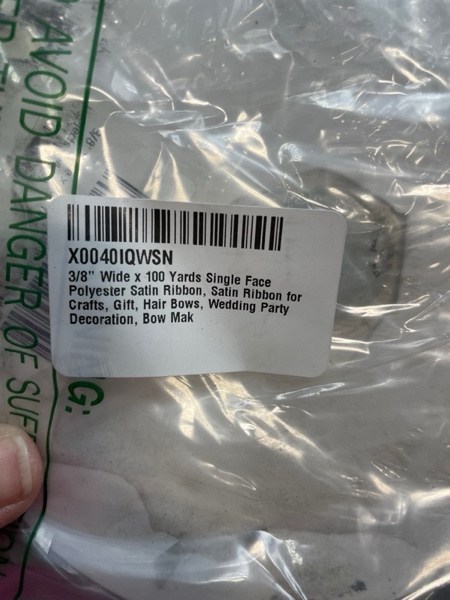 X0040IQWSN
3/8" Wide x 100 Yards Single Face
Polyester Satin Ribbon, Satin Ribbon for
Crafts, Gift, Hair Bows, Wedding Party
Decoration, Bow Mak
AVOID DANGER OF SUFF